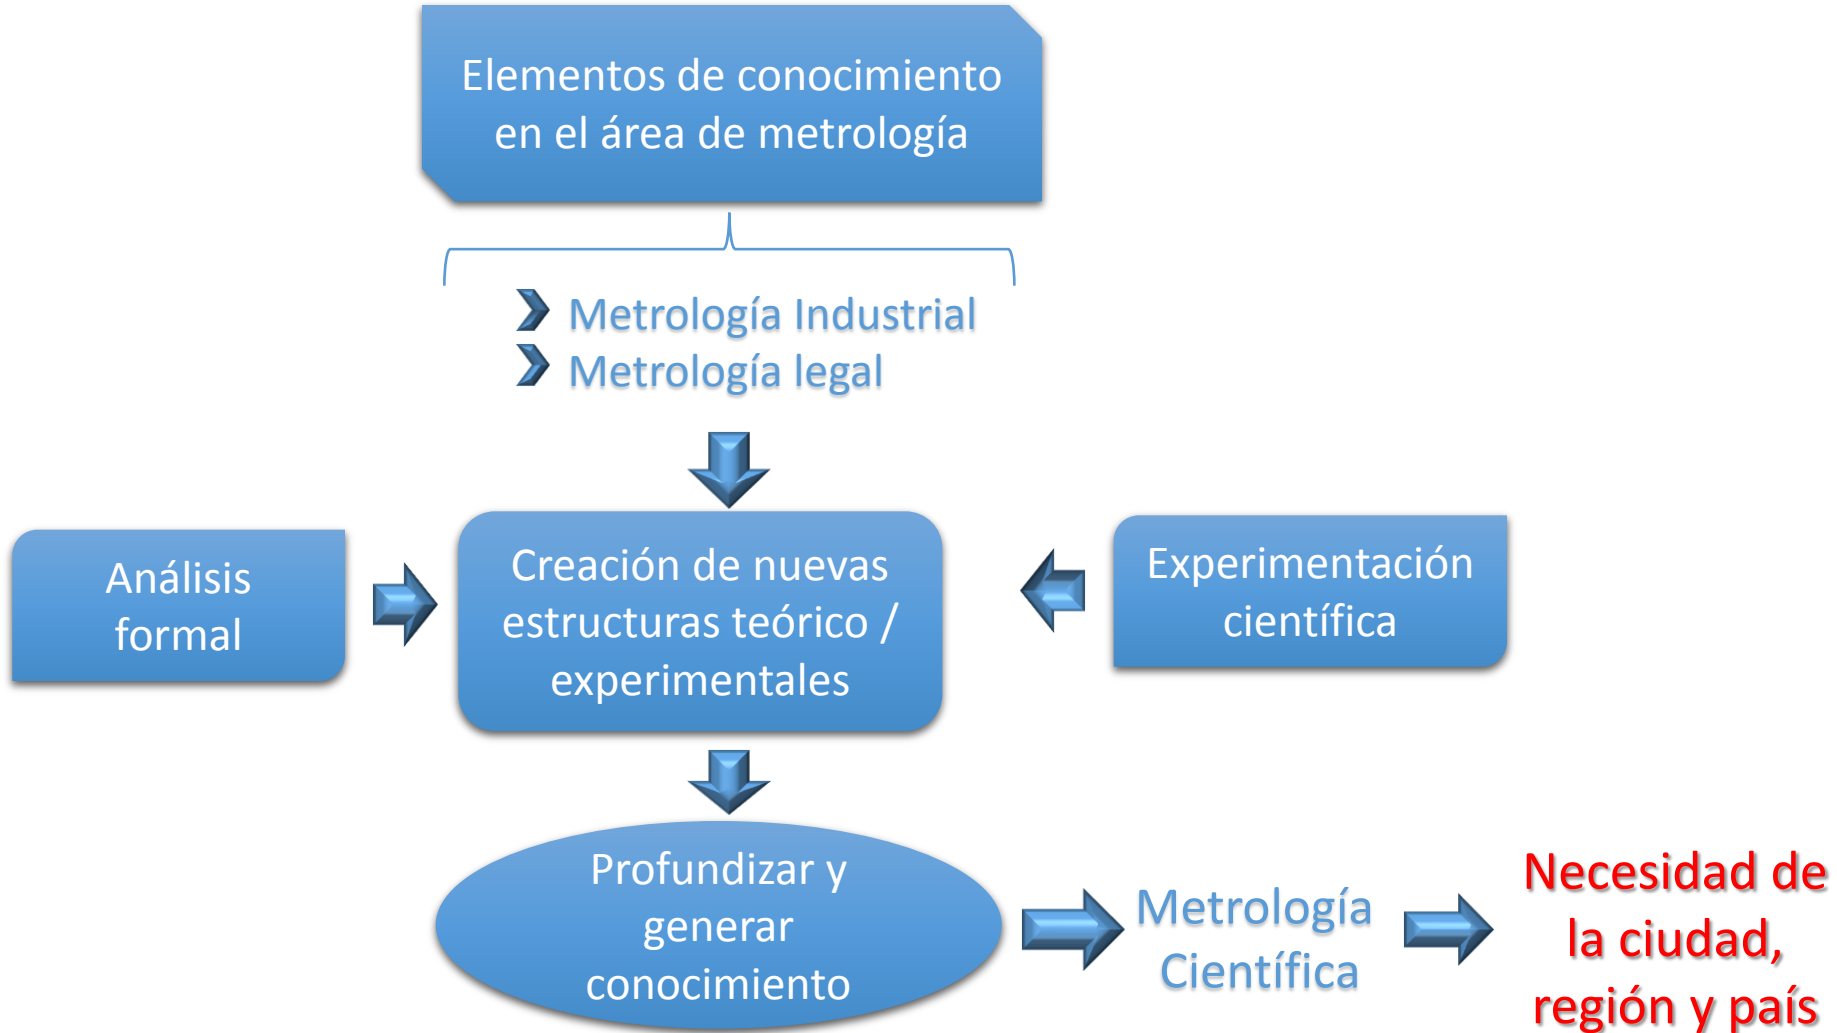 Elementos de conocimiento
en el área de metrología
Metrología Industrial
Metrología legal
Análisis
formal
Creación de nuevas
estructuras teórico /
experimentales
Experimentación
científica
Profundizar y
generar
conocimiento
Metrología
Científica
Necesidad de
la ciudad,
región y país